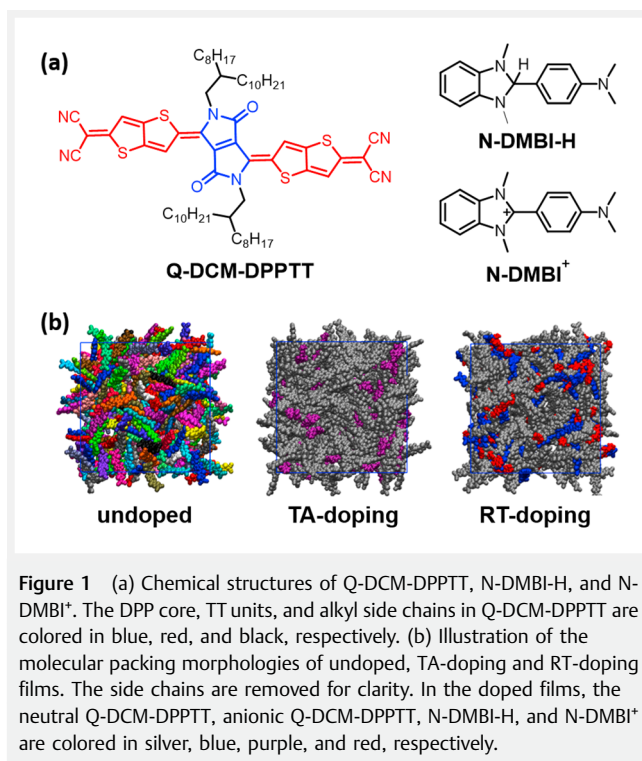 (a)
C8H17
C10H21
N
O
CN
CN
S
S
S
S
CN
CN
O
N
C10H21
C8H17
Q-DCM-DPPTT
N
H
N
N
N-DMBI-H
N
+
N
N
N-DMBI+
(b)
undoped
TA-doping
RT-doping
Figure 1 (a) Chemical structures of Q-DCM-DPPTT, N-DMBI-H, and N-
DMBI+. The DPP core, TT units, and alkyl side chains in Q-DCM-DPPTT are
colored in blue, red, and black, respectively. (b) Illustration of the
molecular packing morphologies of undoped, TA-doping and RT-doping
films. The side chains are removed for clarity. In the doped films, the
neutral Q-DCM-DPPTT, anionic Q-DCM-DPPTT, N-DMBI-H, and N-DMBI+
are colored in silver, blue, purple, and red, respectively.